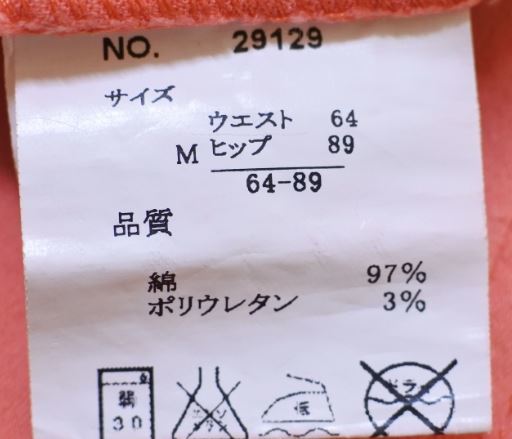 NO. 29129
サイズ
ウエスト 64
M ヒップ 89
64-89
品質
綿 97%
ポリウレタン 3%
弱 低 ドライ
30